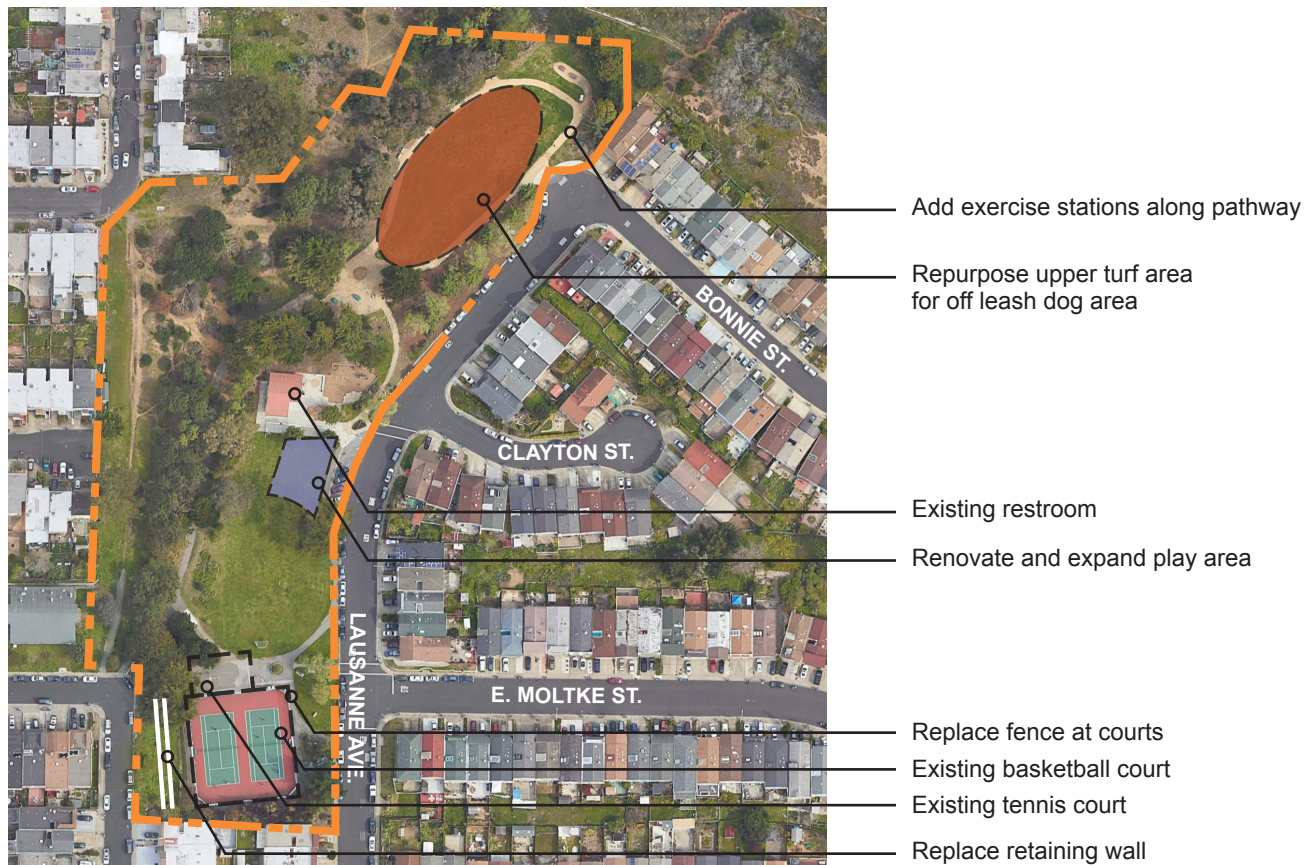 Add exercise stations along pathway
Repurpose upper turf area
for off leash dog area
BONNIE ST.
CLAYTON ST.
Existing restroom
Renovate and expand play area
LAUSANNE AVE.
E. MOLTKE ST.
Replace fence at courts
Existing basketball court
Existing tennis court
Replace retaining wall